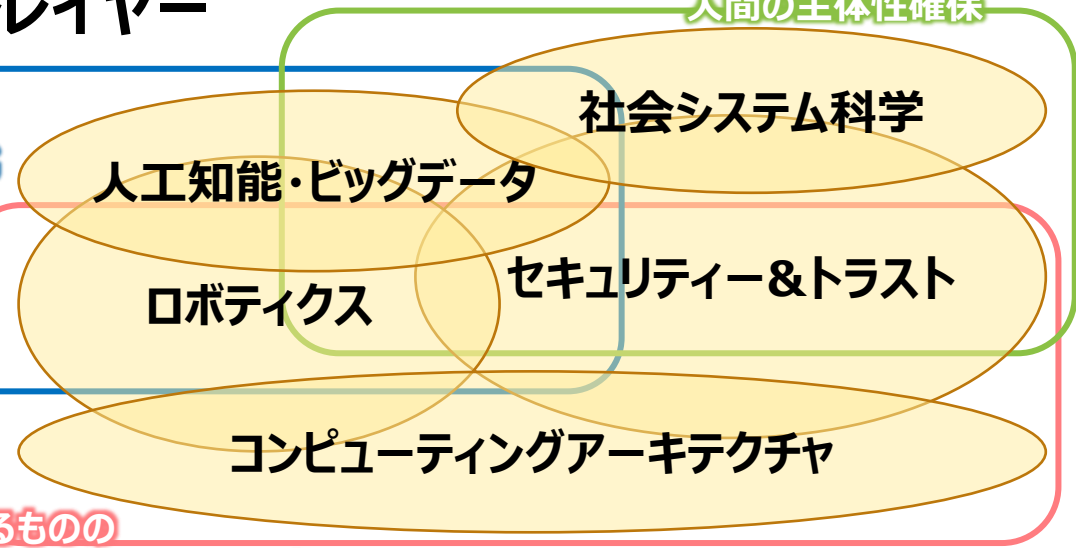 レイヤー
人間の主体性確保
社会システム科学
人工知能・ビッグデータ
セキュリティー&トラスト
ロボティクス
コンピューティングアーキテクチャ
るものの